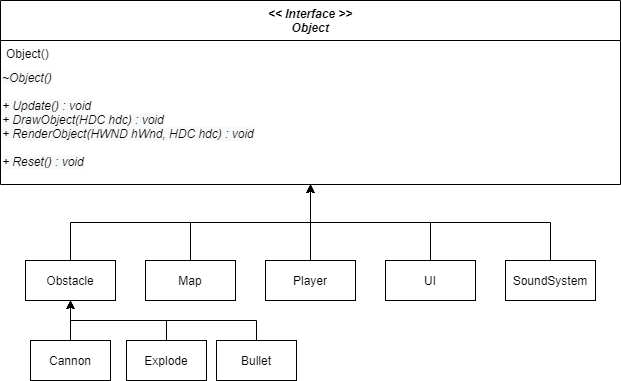 << Interface >>
Object
Object()
~Object()
+ Update() : void
+ DrawObject(HDC hdc) : void
+ RenderObject(HWND hWnd, HDC hdc) : void
+ Reset() : void
Obstacle Map Player UI SoundSystem
Cannon Explode Bullet